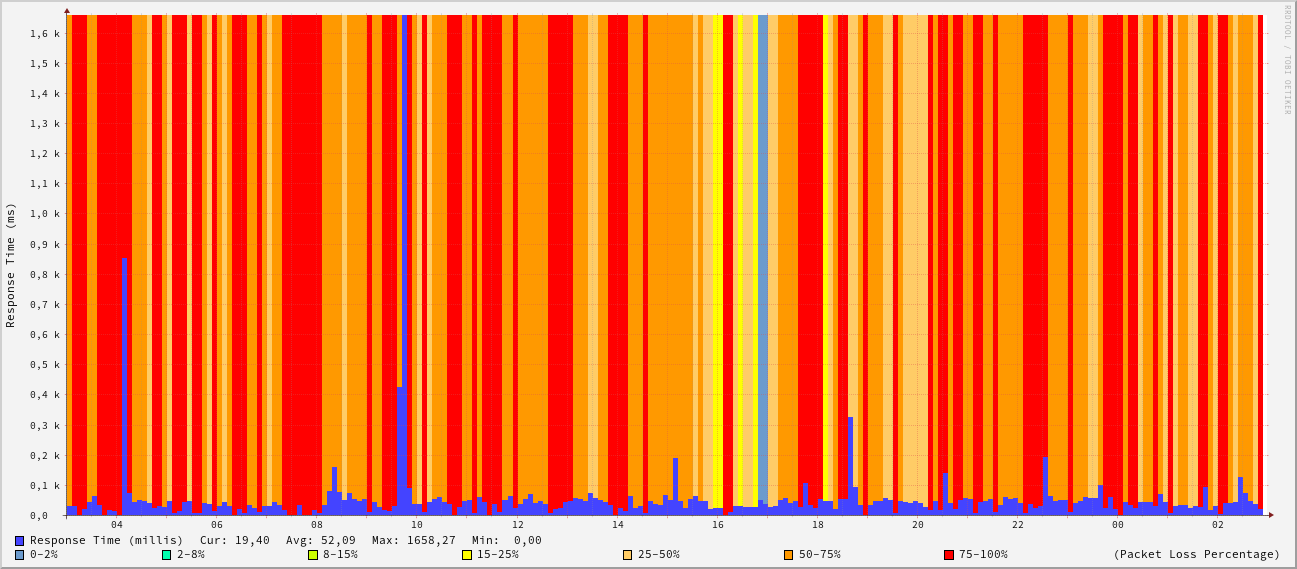 RRDTOOL / TOBI OETIKER
Response Time (ms)
1,6 k
1,5 k
1,4 k
1,3 k
1,2 k
1,1 k
1,0 k
0,9 k
0,8 k
0,7 k
0,6 k
0,5 k
0,4 k
0,3 k
0,2 k
0,1 k
0,0
04 06 08 10 12 14 16 18 20 22 00 02
Response Time (millis) Cur: 19,40 Avg: 52,09 Max: 1658,27 Min: 0,00
0-2% 2-8% 8-15% 15-25% 25-50% 50-75% 75-100% (Packet Loss Percentage)